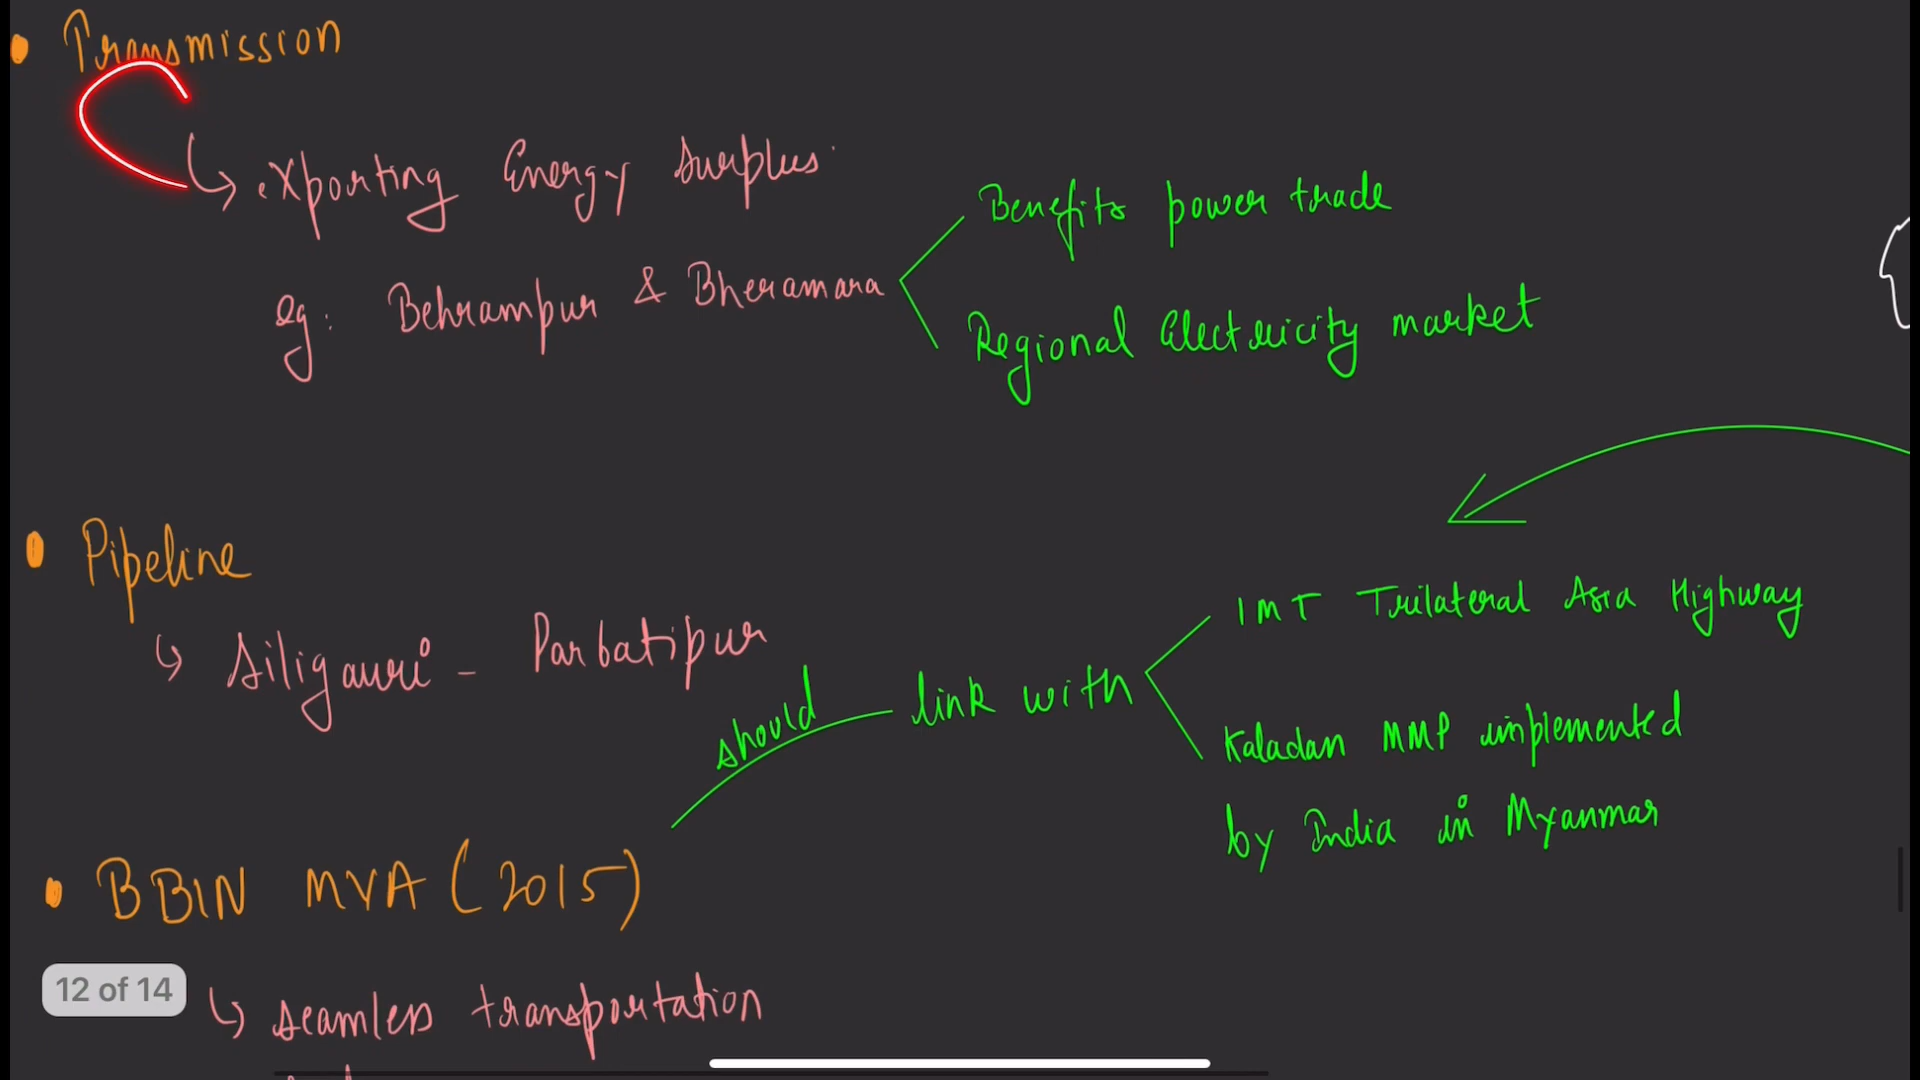 Transmission
exporting Energy surplus
eg: Behrampur & Bheramara
Benefits power trade
Regional Electricity market
Pipeline
Siligauri - Parbatipur
should link with
IMT Trilateral Asia Highway
Kaladan MMP implemented
by India in Myanmar
BBIN MVA (2015)
seamless transportation
12 of 14